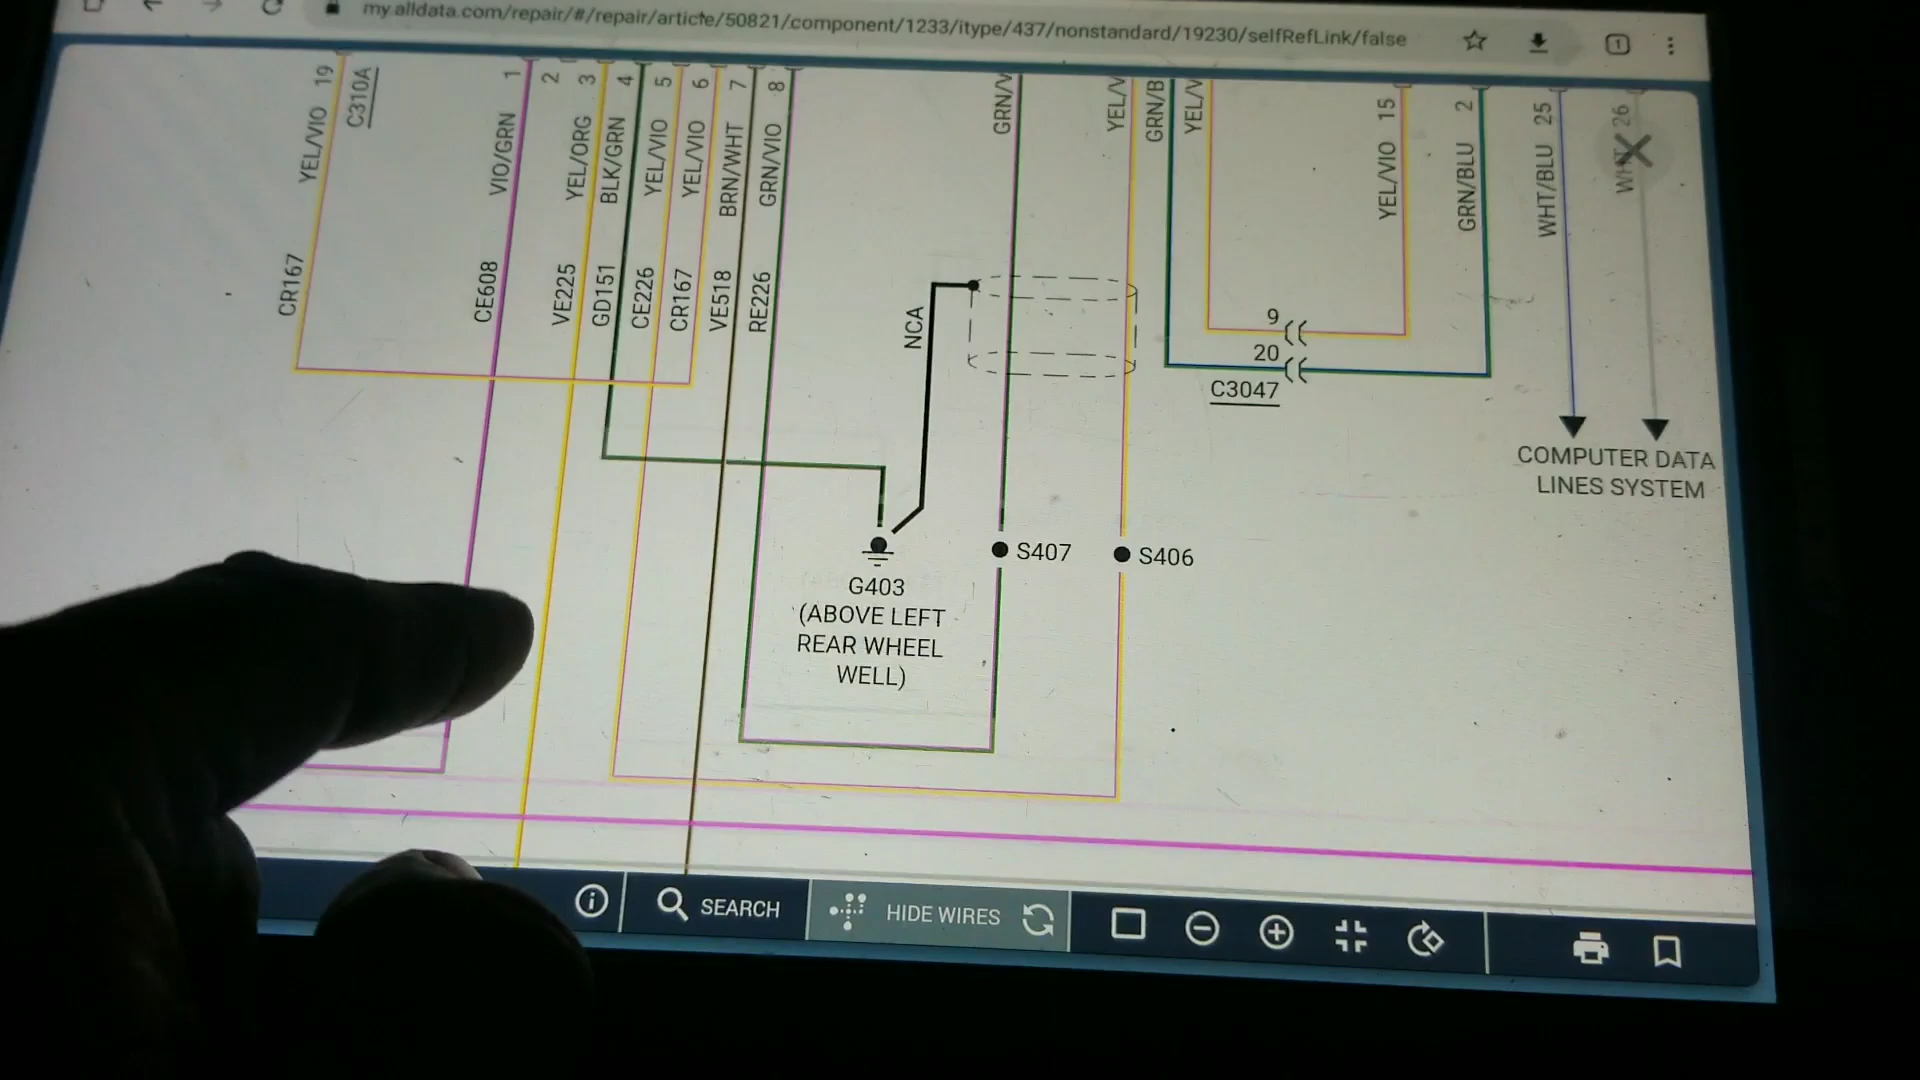 my.alldata.com/repair/#/repair/article/50821/component/1233/itype/437/nonstandard/19230/selfRefLink/false
1
YEL/VIO 19
C310A
VIO/GRN 1
2
YEL/ORG 3
BLK/GRN 4
YEL/VIO 5
YEL/VIO 6
BRN/WHT 7
GRN/VIO 8
GRN/V
YEL/V
GRN/B
YEL/V
YEL/VIO 15
GRN/BLU 2
WHT/BLU 25
WHT 26
CR167
CE608
VE225
GD151
CE226
CR167
VE518
RE226
NCA
9
20
C3047
COMPUTER DATA
LINES SYSTEM
S407
S406
G403
(ABOVE LEFT
REAR WHEEL
WELL)
SEARCH
HIDE WIRES